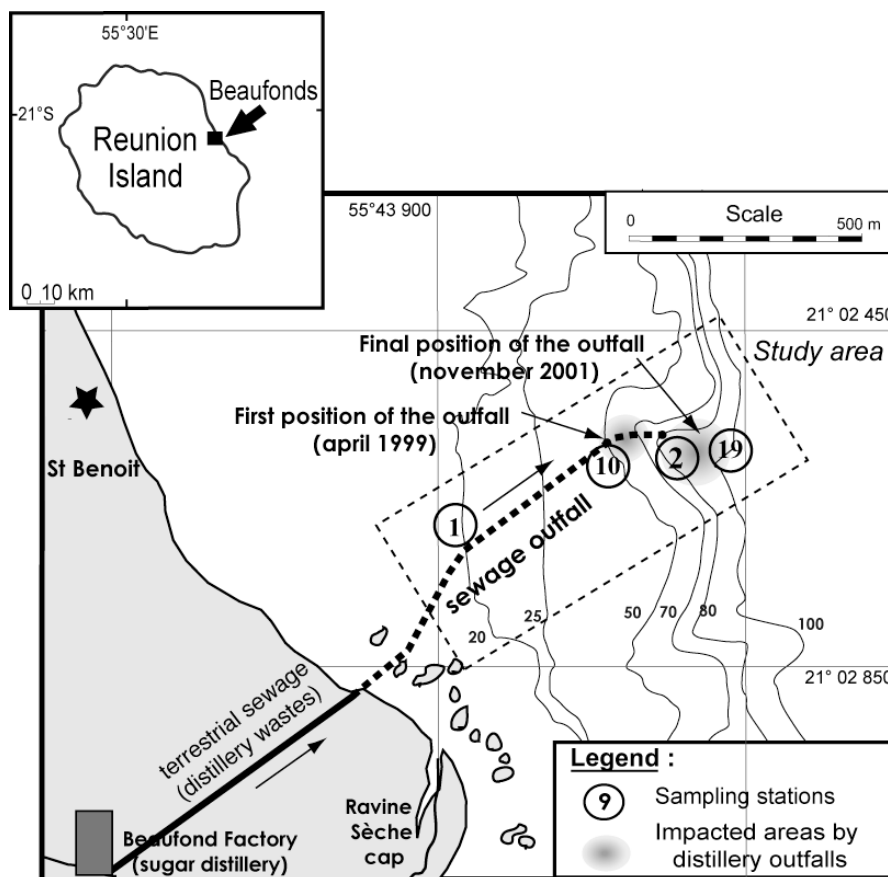 55°30'E
21°S
Beaufonds
Reunion
Island
0 10 km
55°43 900
Scale
0 500 m
21° 02 450
Study area
Final position of the outfall
(november 2001)
First position of the outfall
(april 1999)
St Benoit
10
2
19
1
sewage outfall
20
25
50
70
80
100
21° 02 850
terrestrial sewage
(distillery wastes)
Beaufond Factory
(sugar distillery)
Ravine
Sèche
cap
Legend :
9 Sampling stations
Impacted areas by
distillery outfalls